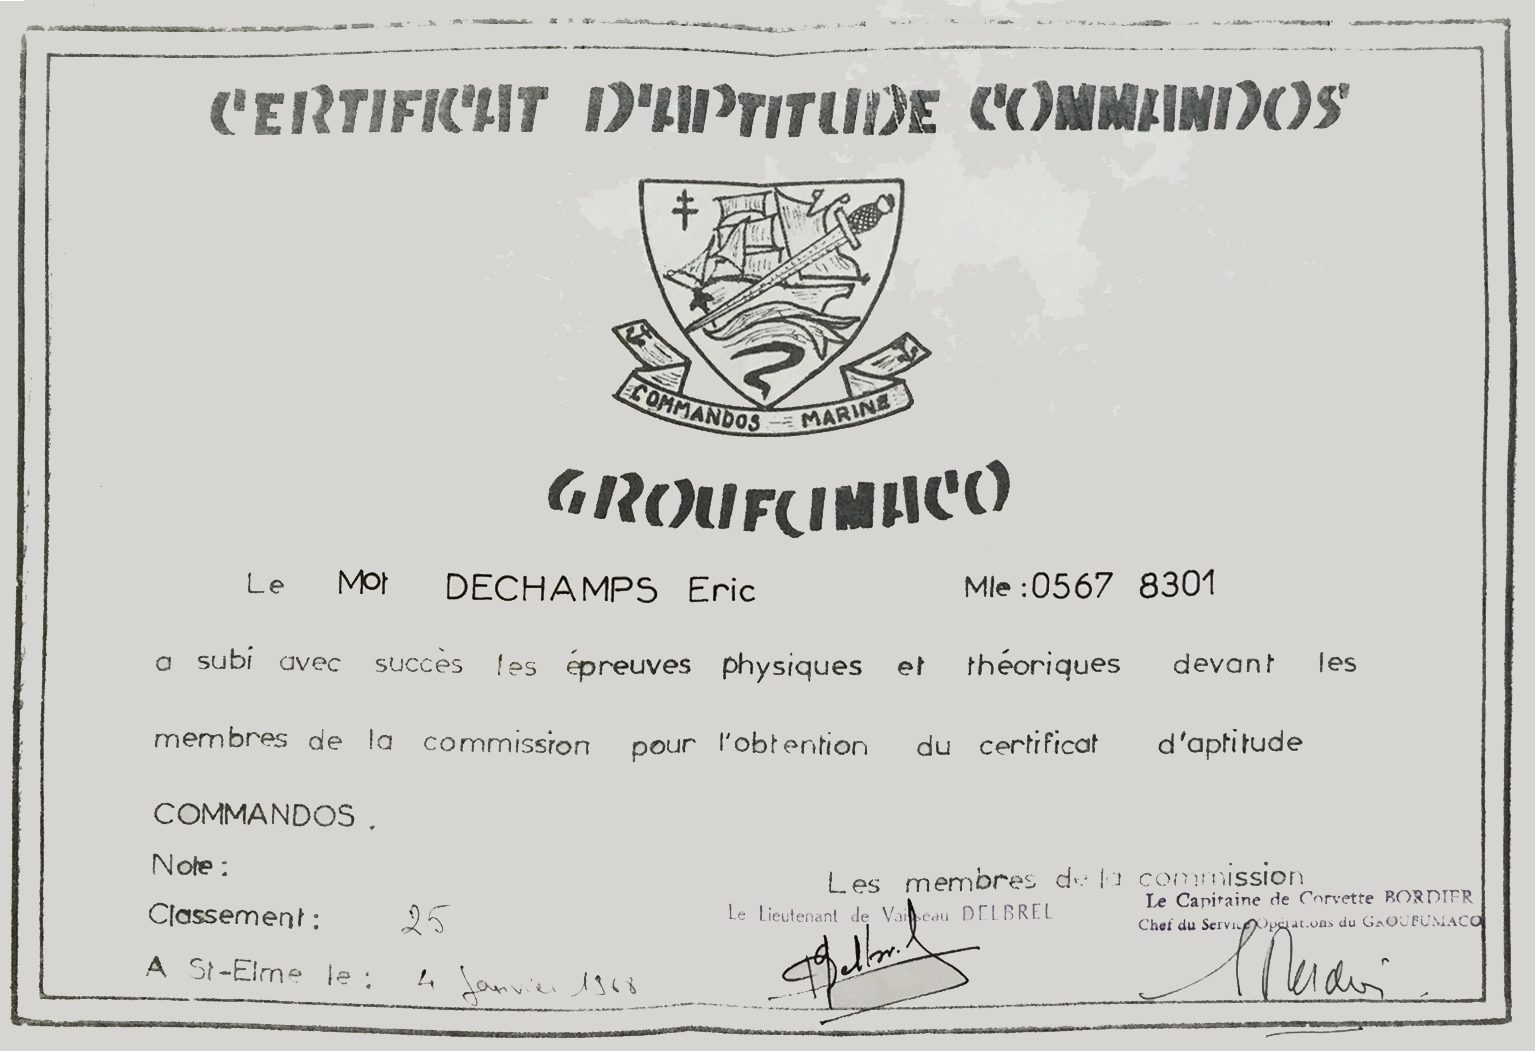 CERTIFICAT D'APTITUDE COMMANDOS
COMMANDOS MARINE
GROUFUMACO
Le Mot DECHAMPS Eric Mle : 0567 8301
a subi avec succès les épreuves physiques et théoriques devant les
membres de la commission pour l'obtention du certificat d'aptitude
COMMANDOS.
Note :
Les membres de la commission
Classement : 25
Le Lieutenant de Vaisseau DELBREL
Le Capitaine de Corvette BORDIER
Chef du Service Opérations du GROUFUMACO
A St-Elme le : 4 Janvier 1968